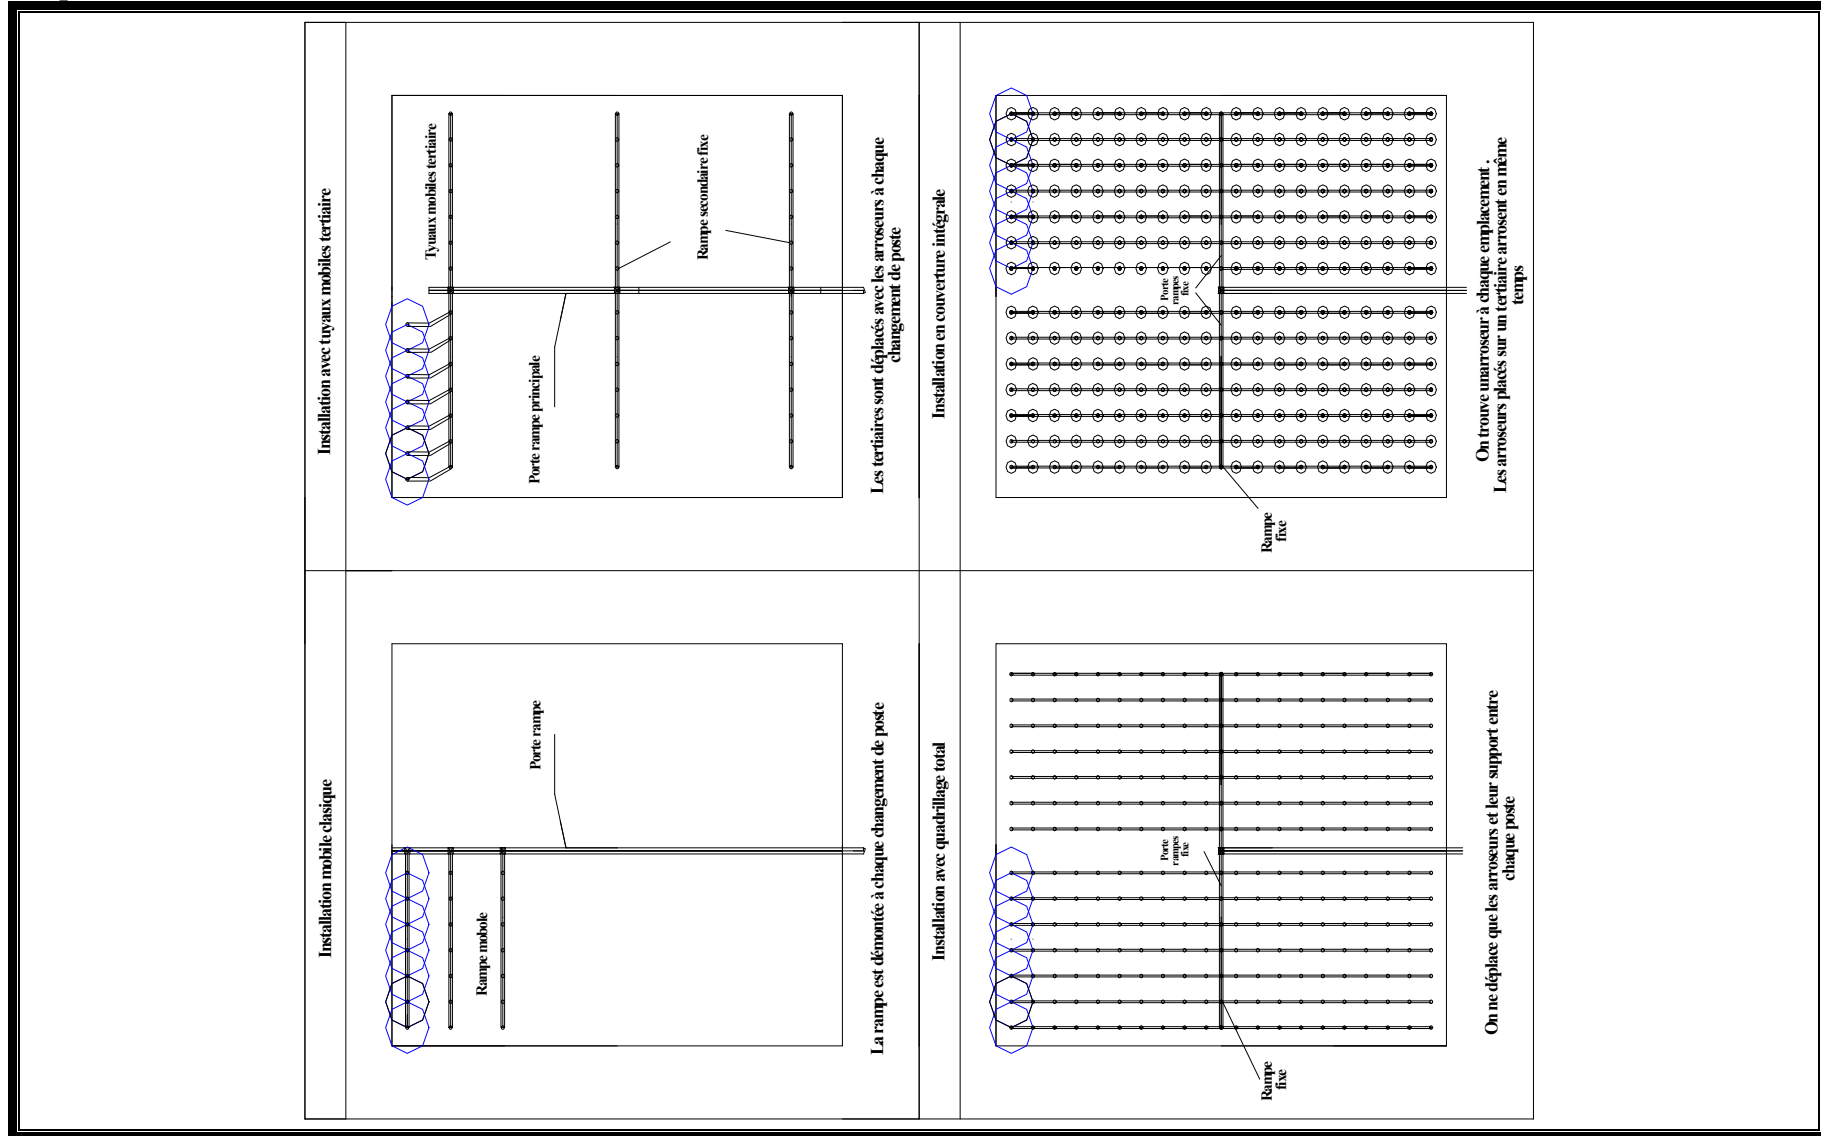 Installation mobile clasique
Rampe mobole
Porte rampe
La rampe est démontée à chaque changement de poste
Installation avec tuyaux mobiles tertiaire
Tyuaux mobiles tertiaire
Porte rampe principale
Rampe secondaire fixe
Les tertiaires sont déplacés avec les arroseurs à chaque
changement de poste
Installation avec quadrillage total
Porte
rampes
fixe
Rampe
fixe
On ne déplace que les arroseurs et leur support entre
chaque poste
Installation en couverture intégrale
Porte
rampes
fixe
Rampe
fixe
On trouve unarroseur à chaque emplacement .
Les arroseurs placés sur un tertiaire arrosent en même
temps